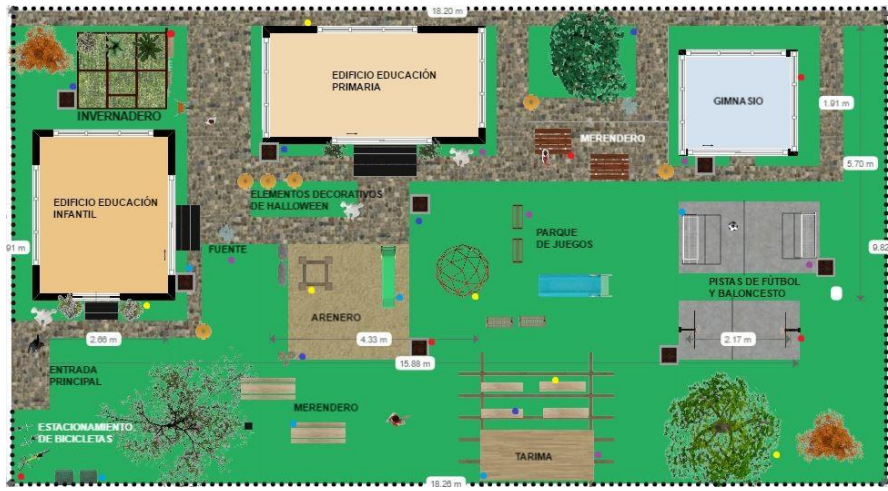 18.20 m
EDIFICIO EDUCACIÓN
PRIMARIA
GIMNASIO
1.91 m
INVERNADERO
MERENDERO
5.70 m
EDIFICIO EDUCACIÓN
INFANTIL
ELEMENTOS DECORATIVOS
DE HALLOWEEN
FUENTE
PARQUE
DE JUEGOS
91 m
9.82
PISTAS DE FÚTBOL
Y BALONCESTO
ARENERO
2.66 m
4.33 m
2.17 m
15.88 m
ENTRADA
PRINCIPAL
MERENDERO
ESTACIONAMIENTO
DE BICICLETAS
TARIMA
18.26 m